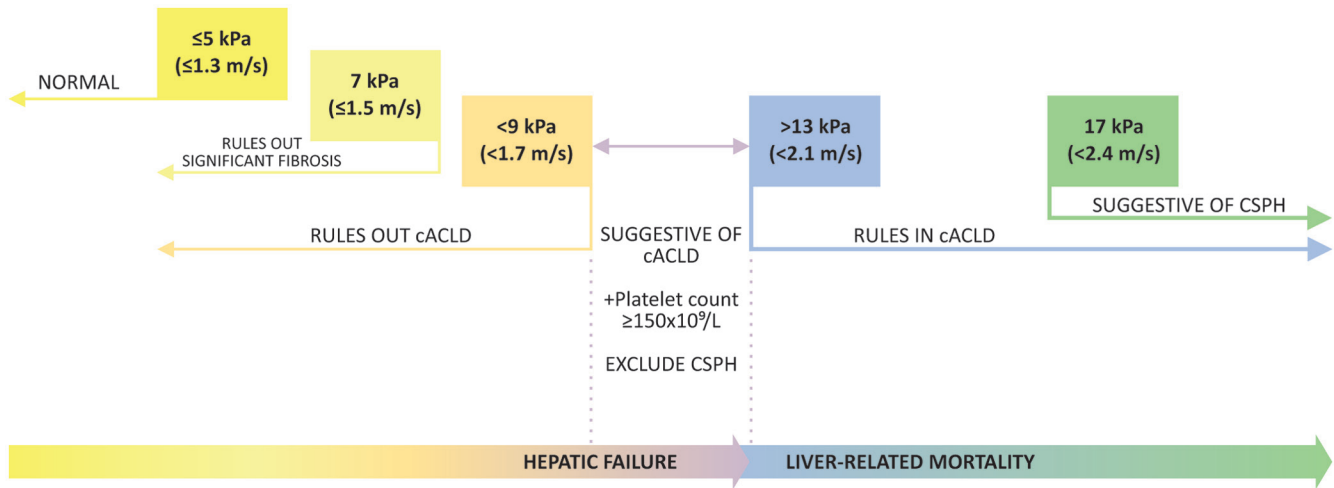 ≤5 kPa
(≤1.3 m/s)
NORMAL
7 kPa
(≤1.5 m/s)
RULES OUT
SIGNIFICANT FIBROSIS
<9 kPa
(<1.7 m/s)
RULES OUT cACLD
SUGGESTIVE OF
cACLD
+Platelet count
≥150x10⁹/L
EXCLUDE CSPH
>13 kPa
(<2.1 m/s)
RULES IN cACLD
17 kPa
(<2.4 m/s)
SUGGESTIVE OF CSPH
HEPATIC FAILURE
LIVER-RELATED MORTALITY